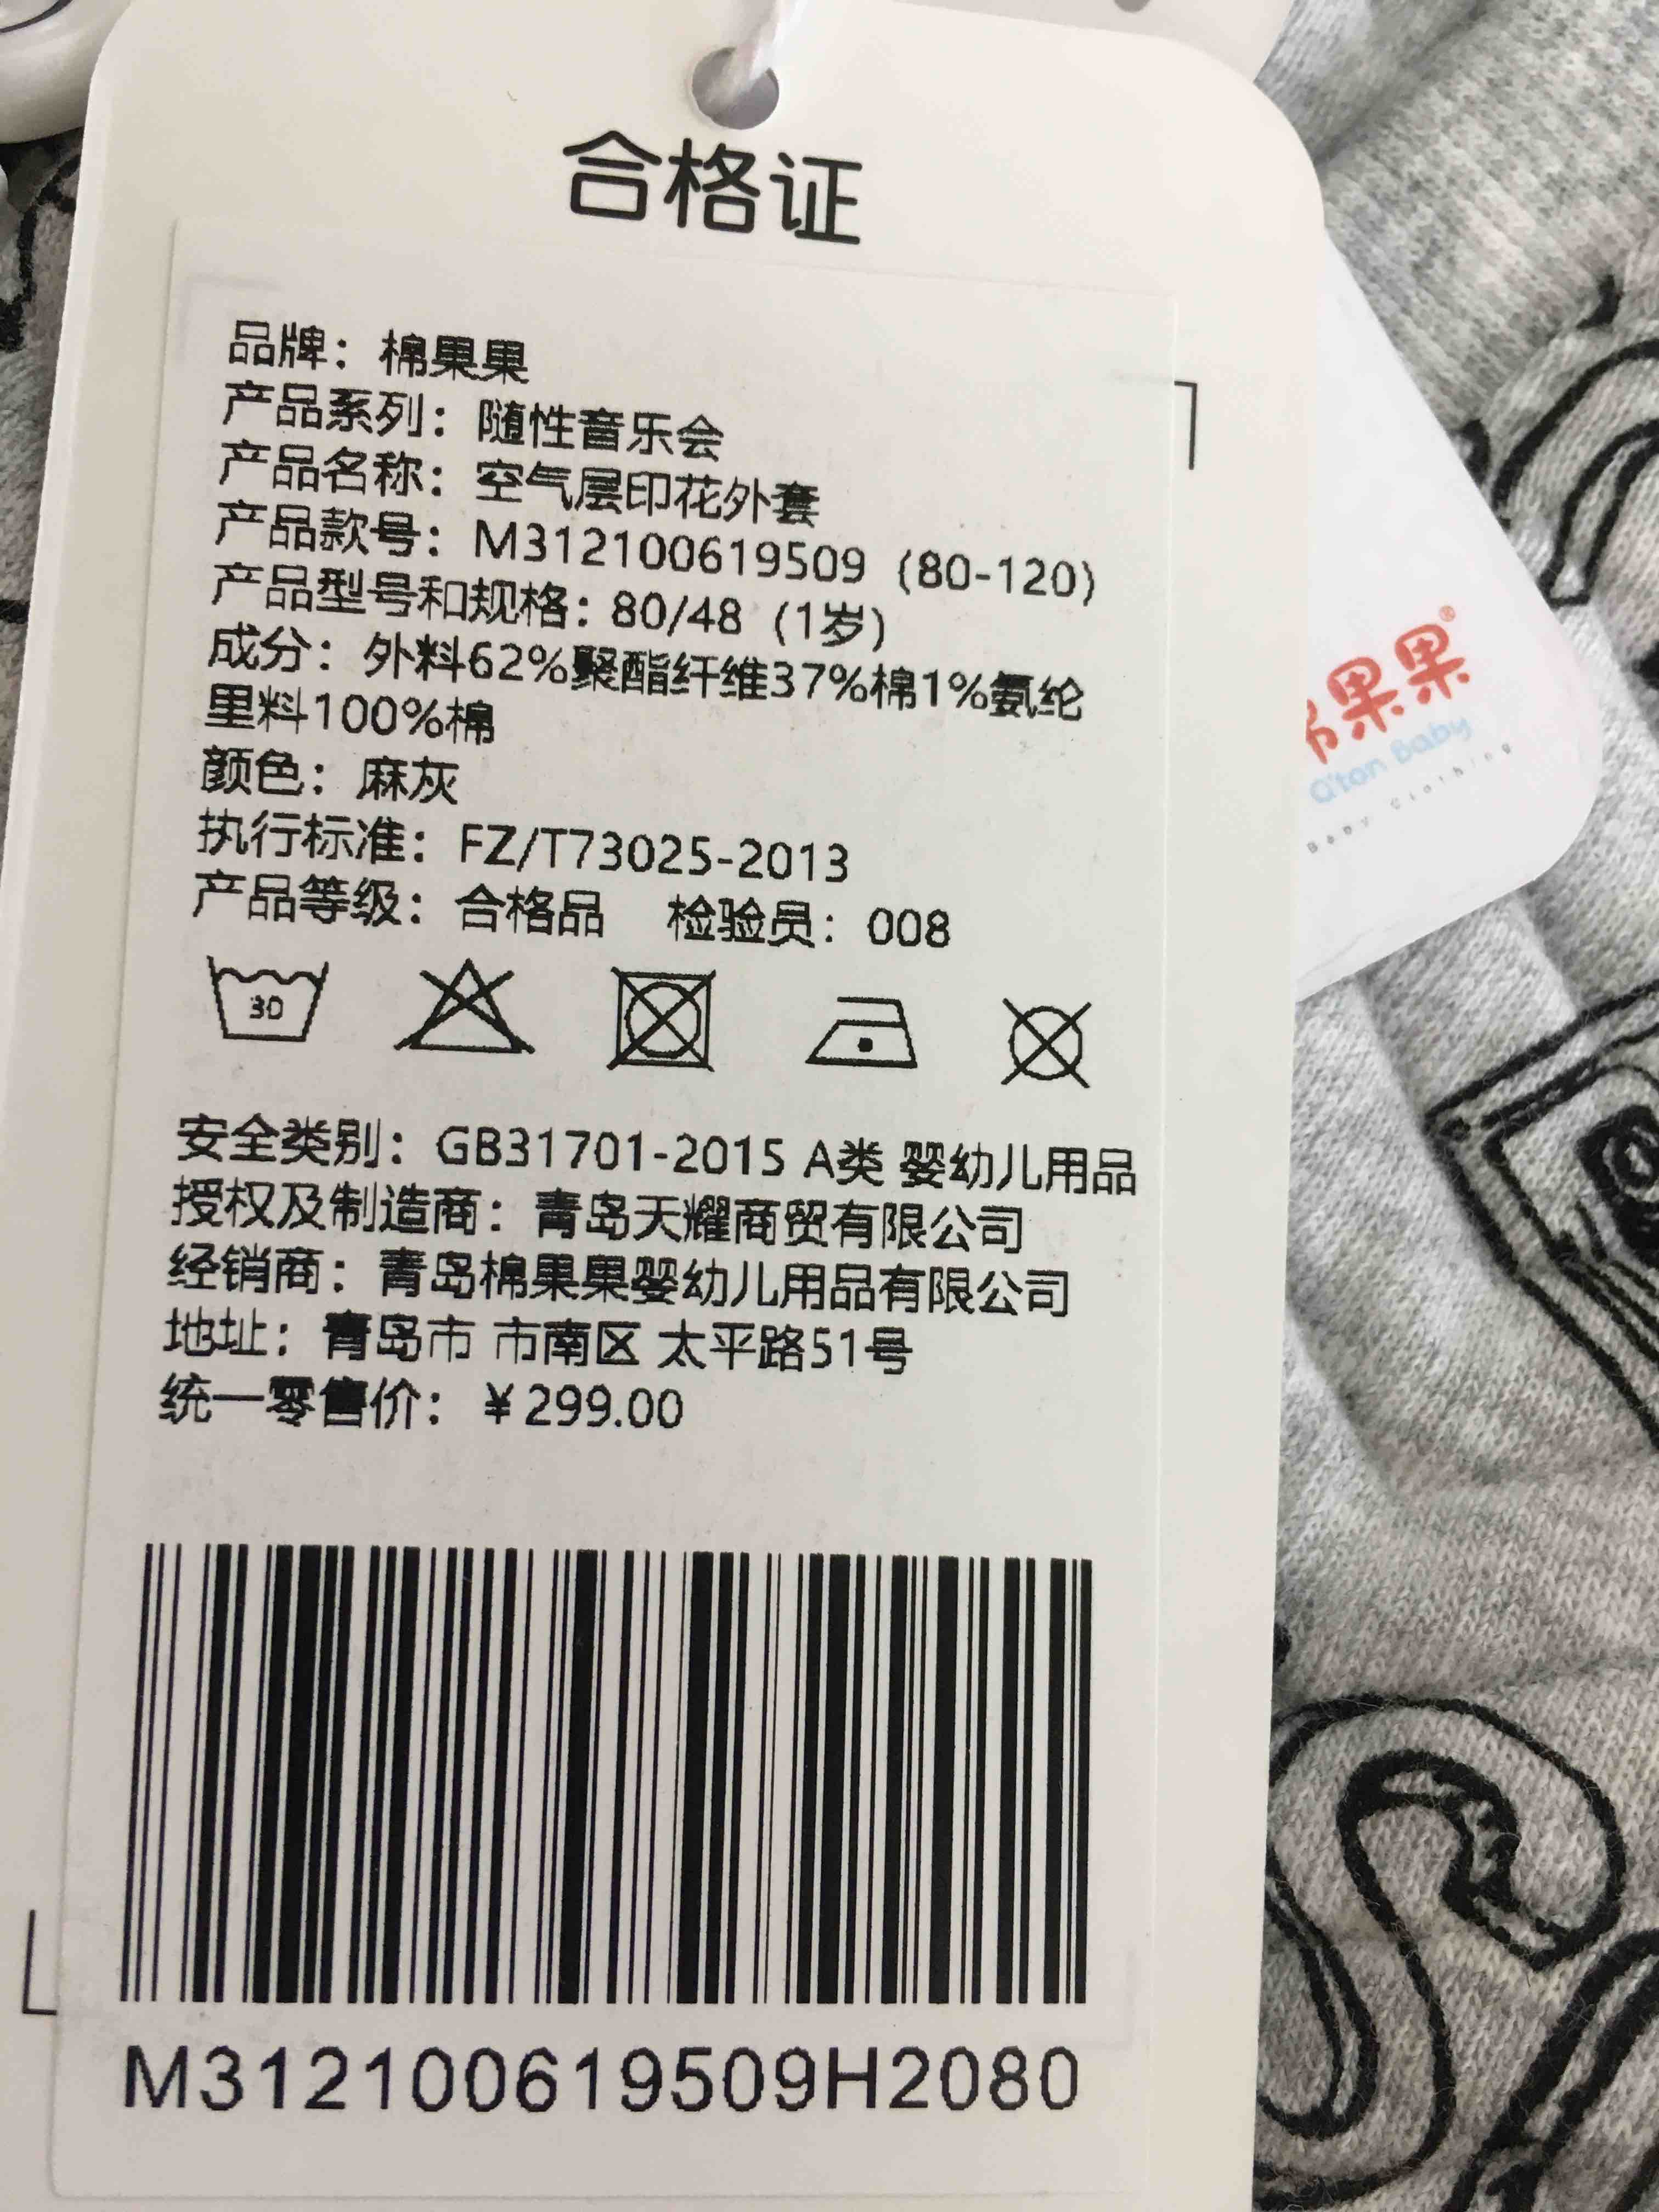 合格证
品牌：棉果果
产品系列：随性音乐会
产品名称：空气层印花外套
产品款号：M312100619509（80-120）
产品型号和规格：80/48（1岁）
成分：外料62%聚酯纤维37%棉1%氨纶
里料100%棉
颜色：麻灰
执行标准：FZ/T73025-2013
产品等级：合格品 检验员：008
30
安全类别：GB31701-2015 A类 婴幼儿用品
授权及制造商：青岛天耀商贸有限公司
经销商：青岛棉果果婴幼儿用品有限公司
地址：青岛市 市南区 太平路51号
统一零售价：￥299.00
M312100619509H2080
果果®
Q'ton Baby
Baby Clothing